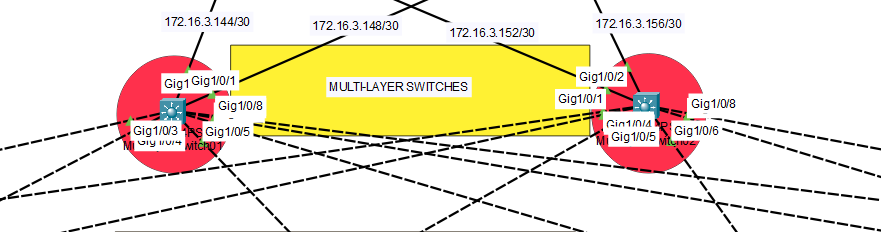 172.16.3.144/30
172.16.3.148/30
172.16.3.152/30
172.16.3.156/30
MULTI-LAYER SWITCHES
Gig1/0/1
Gig1/0/8
Gig1/0/3
Gig1/0/5
Gig1/0/4
Gig1/0/2
Gig1/0/1
Gig1/0/8
Gig1/0/4
Gig1/0/5
Gig1/0/6